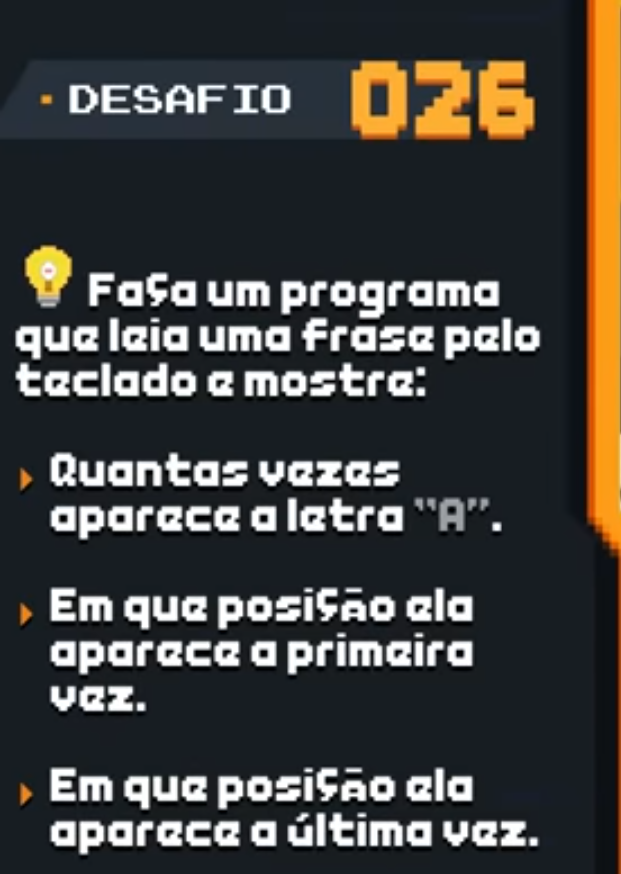 DESAFIO 026
Faça um programa
que leia uma frase pelo
teclado e mostre:
Quantas vezes
aparece a letra "A".
Em que posição ela
aparece a primeira
vez.
Em que posição ela
aparece a última vez.